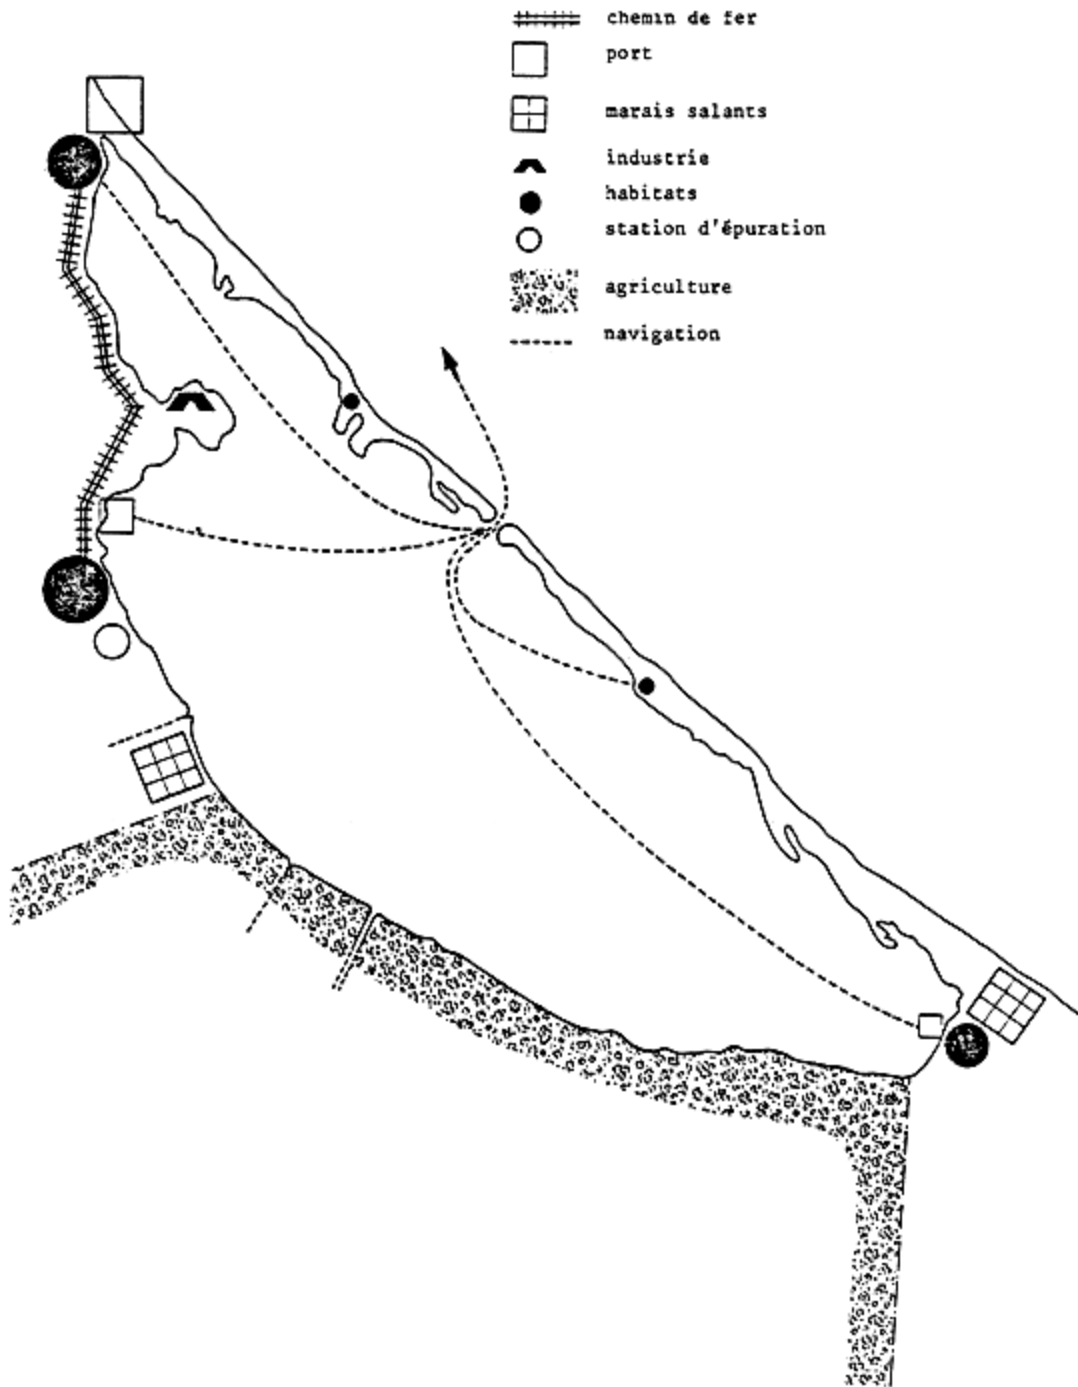 chemin de fer
port
marais salants
industrie
habitats
station d'épuration
agriculture
navigation